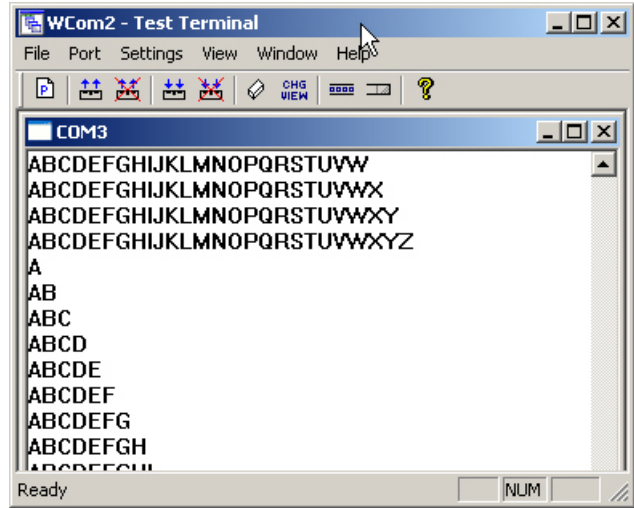 WCom2 - Test Terminal
File Port Settings View Window Help
P CHG VIEW ?
COM3
ABCDEFGHIJKLMNOPQRSTUVW
ABCDEFGHIJKLMNOPQRSTUVWX
ABCDEFGHIJKLMNOPQRSTUVWXY
ABCDEFGHIJKLMNOPQRSTUVWXYZ
A
AB
ABC
ABCD
ABCDE
ABCDEF
ABCDEFG
ABCDEFGH
ABCDEFGHI
Ready NUM